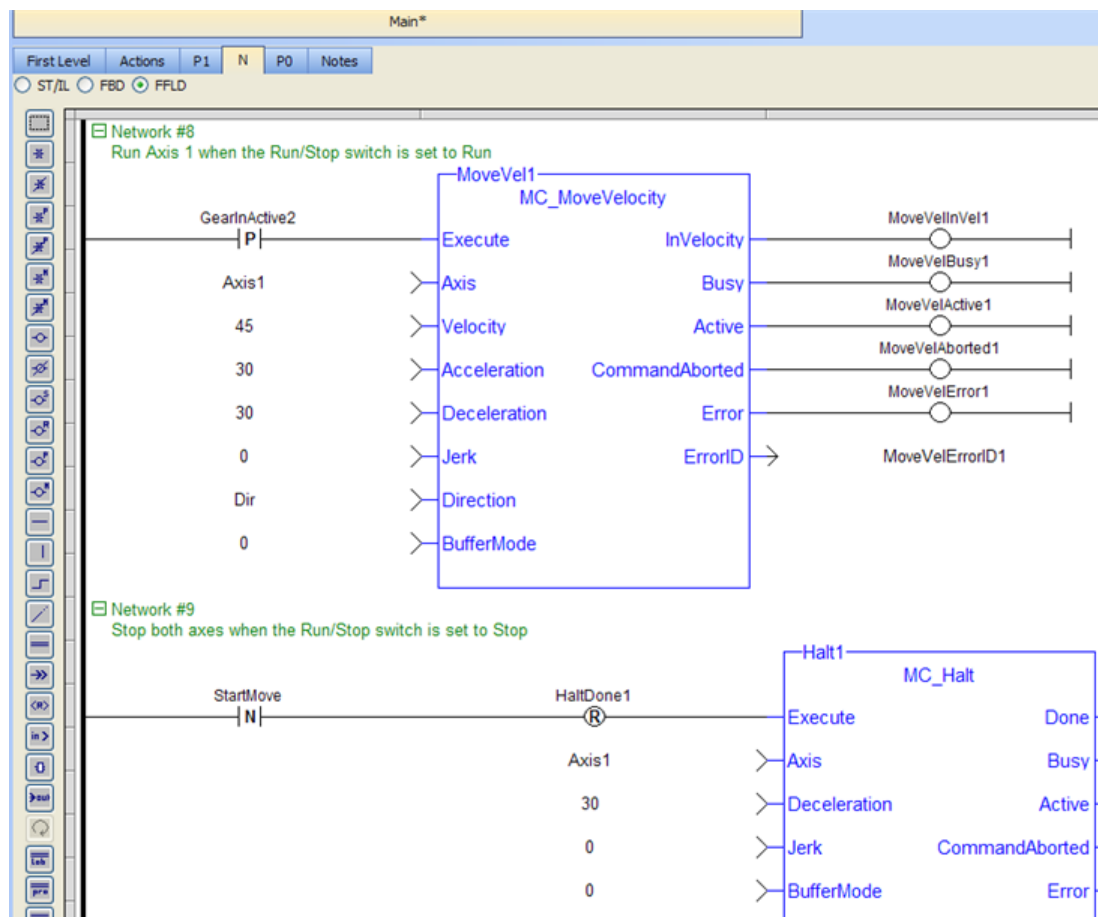 Main*
First Level Actions P1 N P0 Notes
ST/IL FBD FFLD
Network #8
Run Axis 1 when the Run/Stop switch is set to Run
MoveVel1
MC_MoveVelocity
GearInActive2 MoveVelInVel1
P Execute InVelocity
MoveVelBusy1
Axis1 Axis Busy
MoveVelActive1
45 Velocity Active
MoveVelAborted1
30 Acceleration CommandAborted
MoveVelError1
30 Deceleration Error
0 Jerk ErrorID MoveVelErrorID1
Dir Direction
0 BufferMode
Network #9
Stop both axes when the Run/Stop switch is set to Stop
Halt1
MC_Halt
StartMove HaltDone1
N R Execute Done
Axis1 Axis Busy
30 Deceleration Active
0 Jerk CommandAborted
0 BufferMode Error